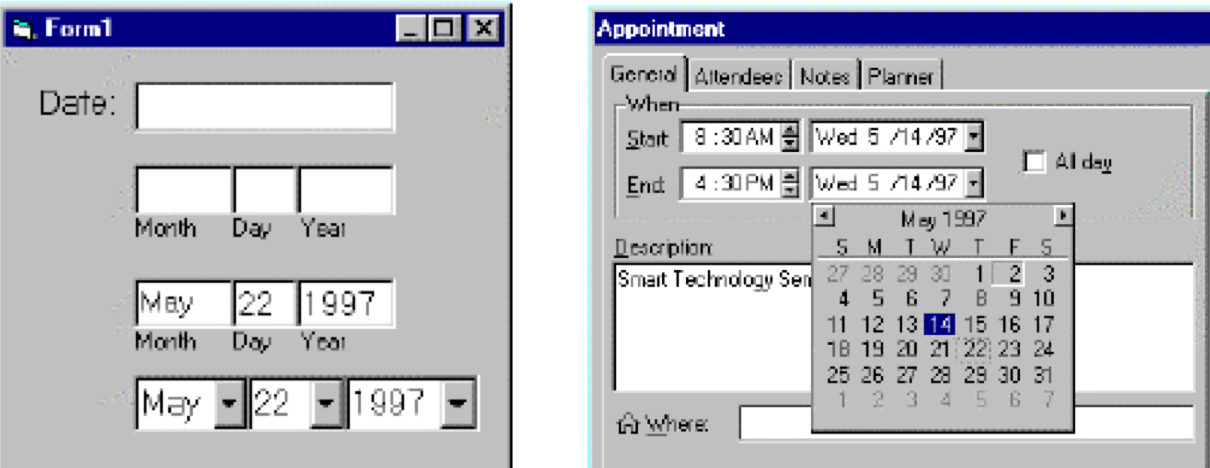 Form1
Date:
Month Day Year
May 22 1997
Month Day Year
May 22 1997
Appointment
General Attendees Notes Planner
When
Start 8 :30AM Wed 5 /14 /97
All day
End: 4 :30PM Wed 5 /14 /97
May 1997
Description:
S M T W T F S
Smart Technology Sem
27 28 29 30 1 2 3
4 5 6 7 8 9 10
11 12 13 14 15 16 17
18 19 20 21 22 23 24
25 26 27 28 29 30 31
1 2 3 4 5 6 7
Where: